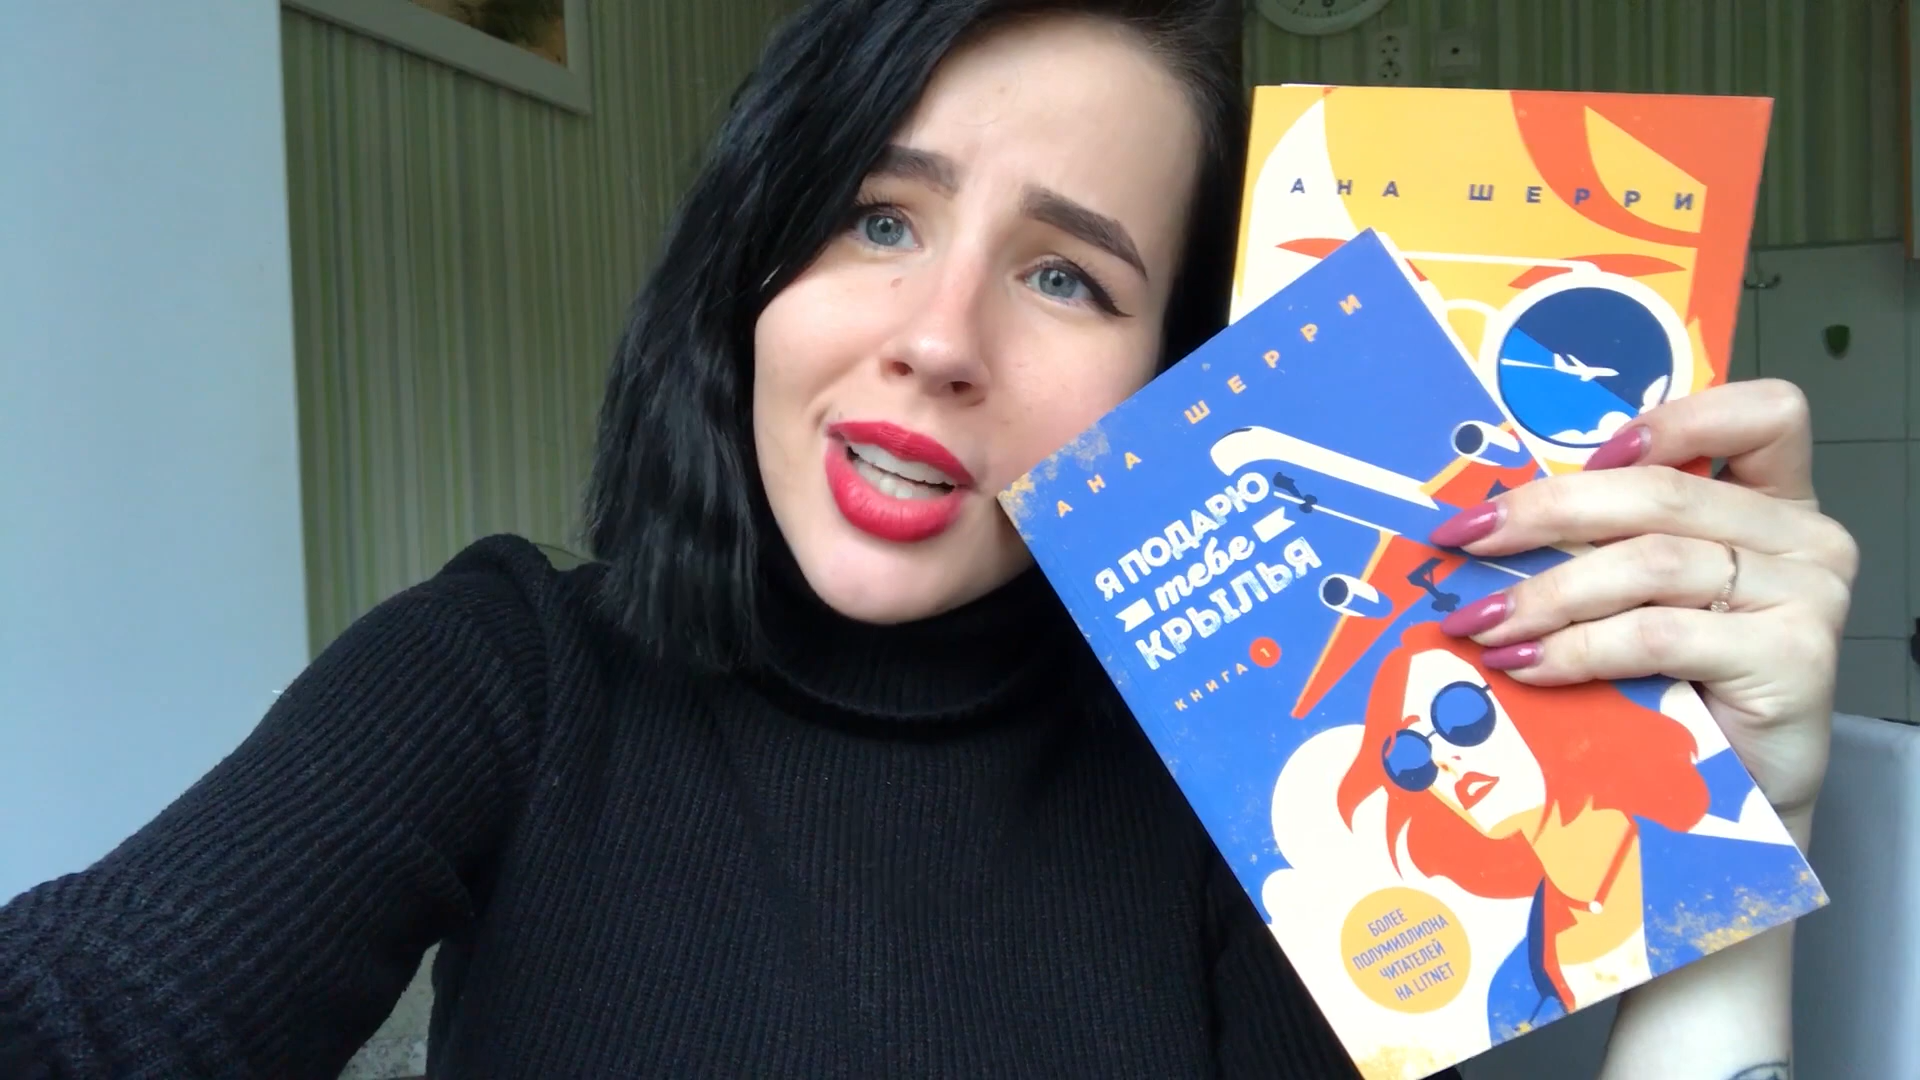 АНА ШЕРРИ
АНА ШЕРРИ
Я ПОДАРЮ
тебе
КРЫЛЬЯ
КНИГА 1
БОЛЕЕ
ПОЛУМИЛЛИОНА
ЧИТАТЕЛЕЙ
НА LITNET